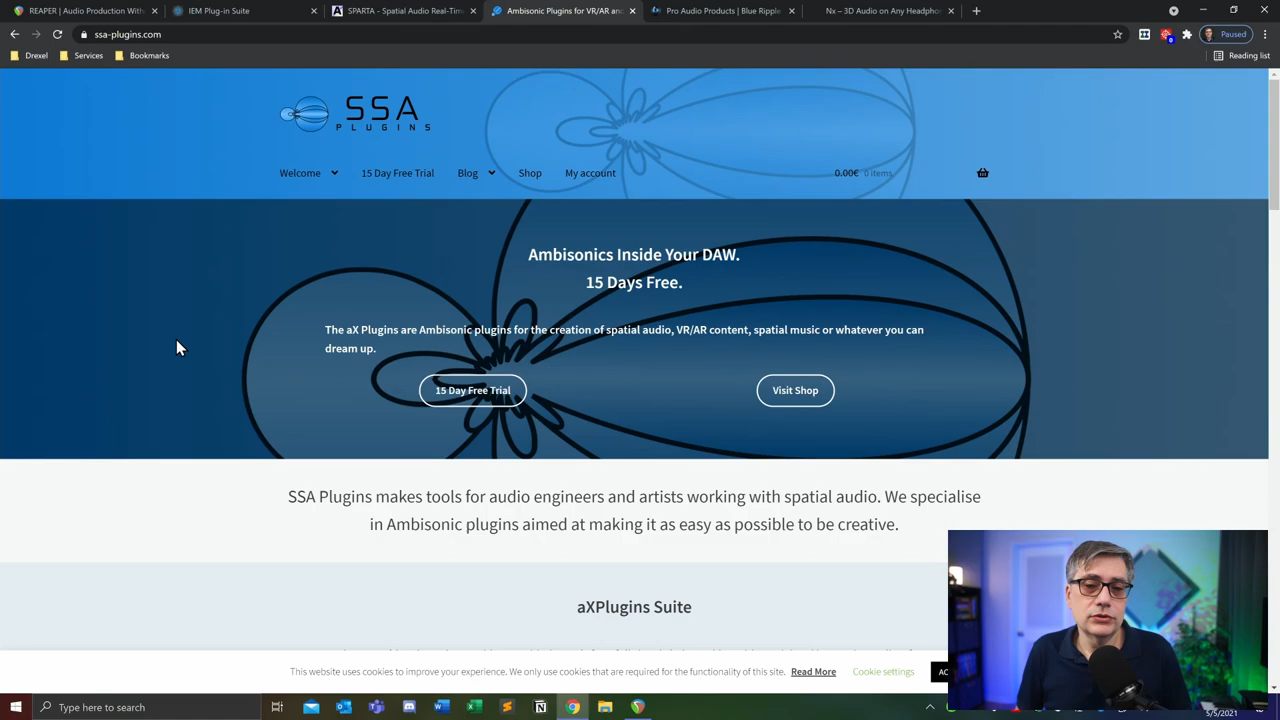 REAPER | Audio Production With
IEM Plug-in Suite
SPARTA - Spatial Audio Real-Tim
Ambisonic Plugins for VR/AR and
Pro Audio Products | Blue Ripple
Nx – 3D Audio on Any Headpho
ssa-plugins.com
Paused
Drexel
Services
Bookmarks
Reading list
SSA
PLUGINS
Welcome
15 Day Free Trial
Blog
Shop
My account
0.00€ 0 items
Ambisonics Inside Your DAW.
15 Days Free.
The aX Plugins are Ambisonic plugins for the creation of spatial audio, VR/AR content, spatial music or whatever you can
dream up.
15 Day Free Trial
Visit Shop
SSA Plugins makes tools for audio engineers and artists working with spatial audio. We specialise
in Ambisonic plugins aimed at making it as easy as possible to be creative.
aXPlugins Suite
This website uses cookies to improve your experience. We only use cookies that are required for the functionality of this site. Read More
Cookie settings
AC
Type here to search
5/5/2021